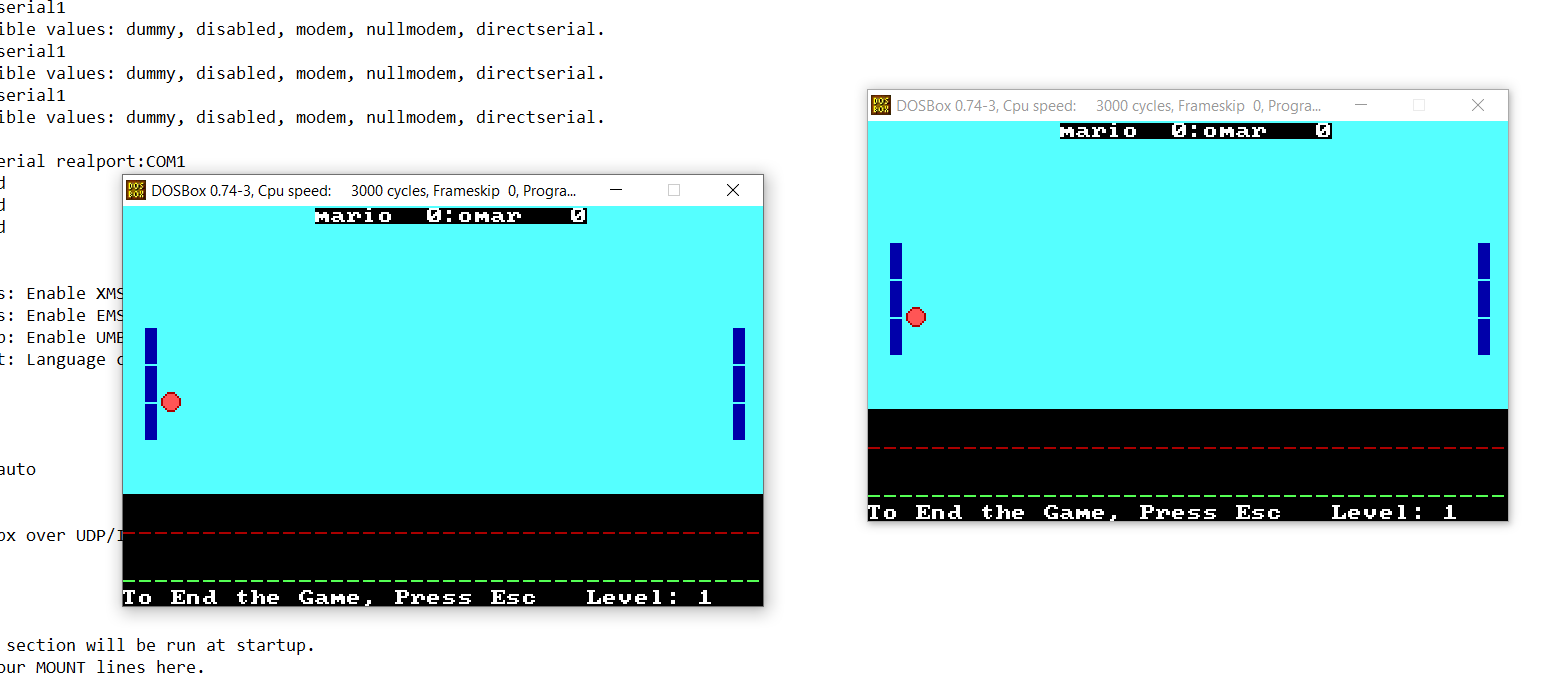 serial1
ible values: dummy, disabled, modem, nullmodem, directserial.
serial1
ible values: dummy, disabled, modem, nullmodem, directserial.
serial1
ible values: dummy, disabled, modem, nullmodem, directserial.
erial realport:COM1
d
d
d
s: Enable XMS
s: Enable EMS
b: Enable UMB
t: Language c
auto
ox over UDP/I
section will be run at startup.
our MOUNT lines here.
DOSBox 0.74-3, Cpu speed: 3000 cycles, Frameskip 0, Progra...
mario 0:omar 0
To End the Game, Press Esc Level: 1
DOSBox 0.74-3, Cpu speed: 3000 cycles, Frameskip 0, Progra...
mario 0:omar 0
To End the Game, Press Esc Level: 1